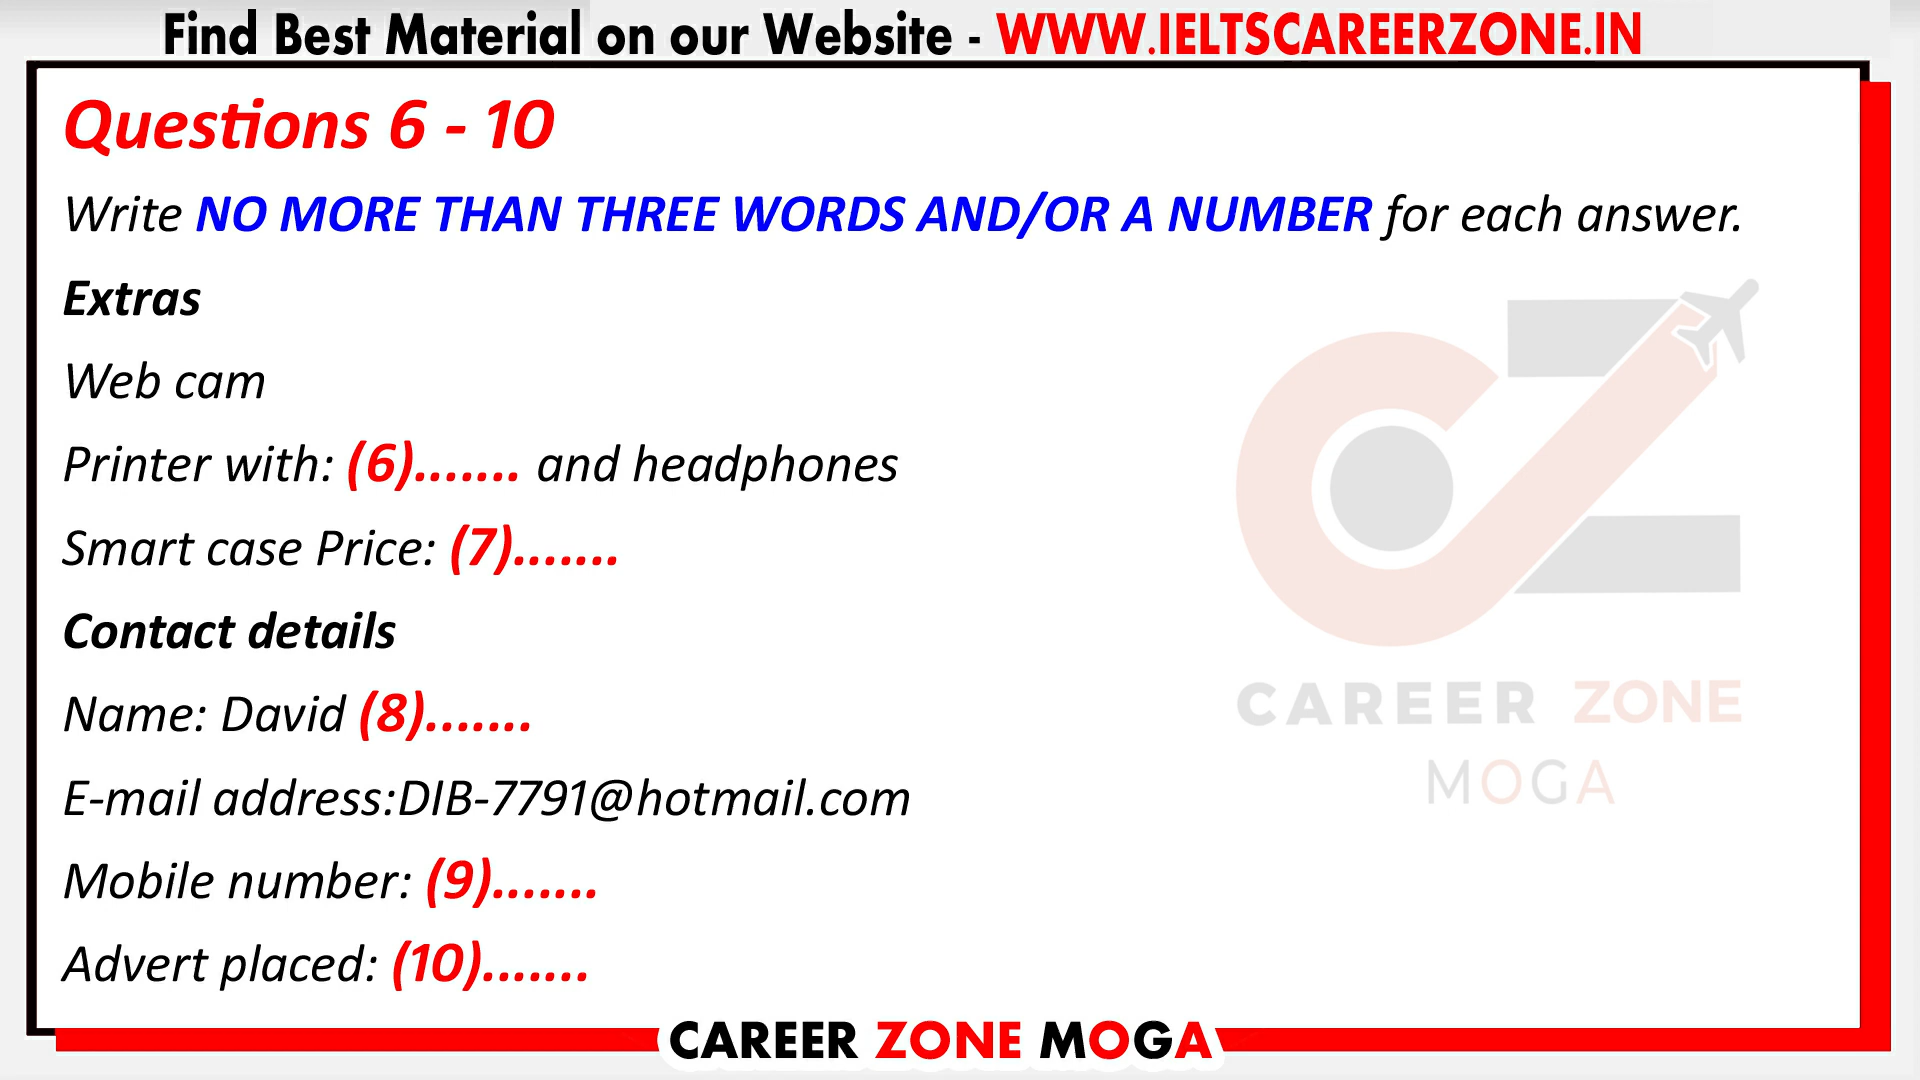 Find Best Material on our Website - WWW.IELTSCAREERZONE.IN
Questions 6 - 10
Write NO MORE THAN THREE WORDS AND/OR A NUMBER for each answer.
Extras
Web cam
Printer with: (6)....... and headphones
Smart case Price: (7).......
Contact details
Name: David (8).......
E-mail address:DIB-7791@hotmail.com
Mobile number: (9).......
Advert placed: (10).......
CAREER ZONE
MOGA
CAREER ZONE MOGA